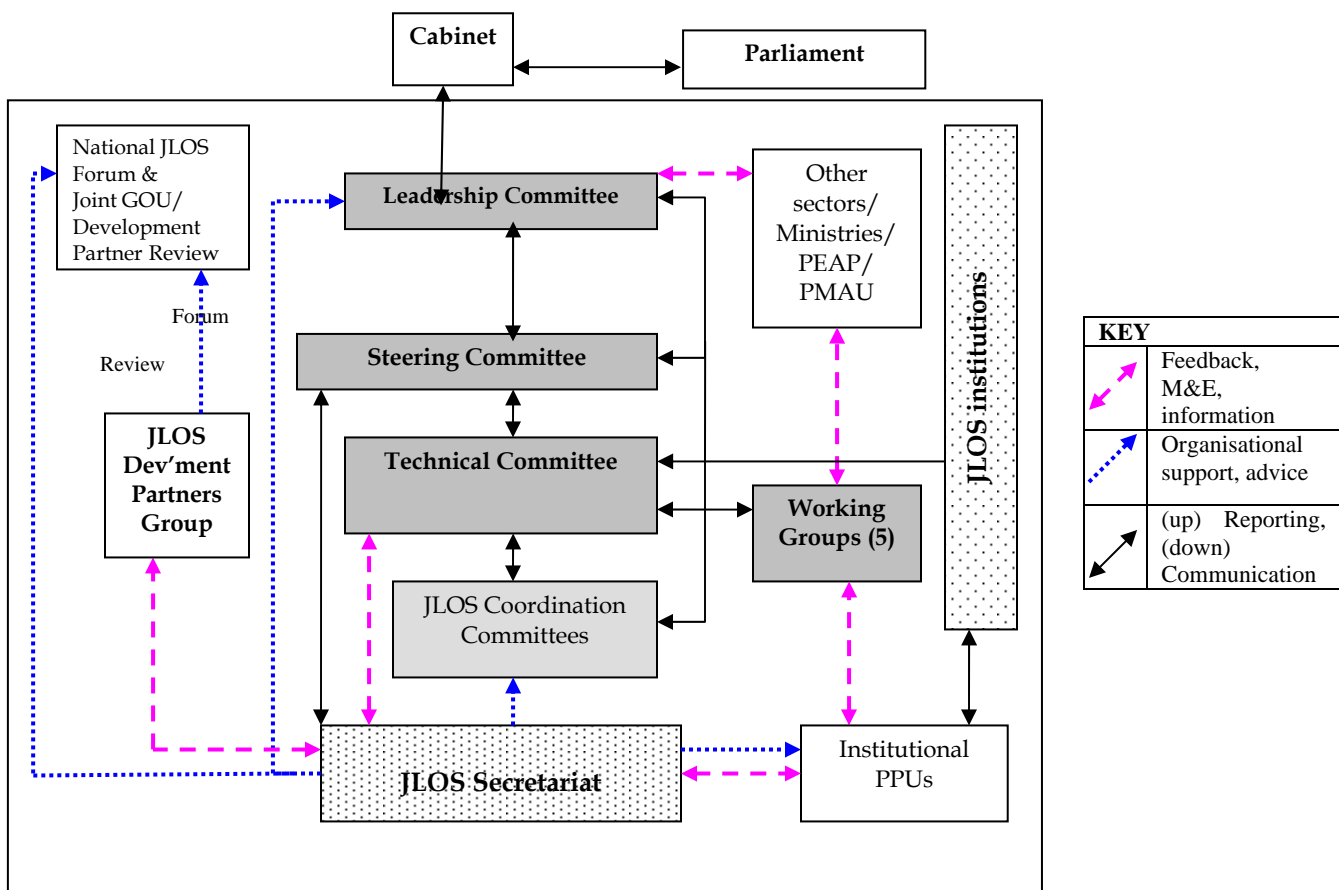 Cabinet
Parliament
National JLOS
Forum &
Joint GOU/
Development
Partner Review
Leadership Committee
Other
sectors/
Ministries/
PEAP/
PMAU
JLOS institutions
Forum
Review
Steering Committee
JLOS
Dev'ment
Partners
Group
Technical Committee
Working
Groups (5)
JLOS Coordination
Committees
JLOS Secretariat
Institutional
PPUs
KEY
Feedback,
M&E,
information
Organisational
support, advice
(up) Reporting,
(down)
Communication